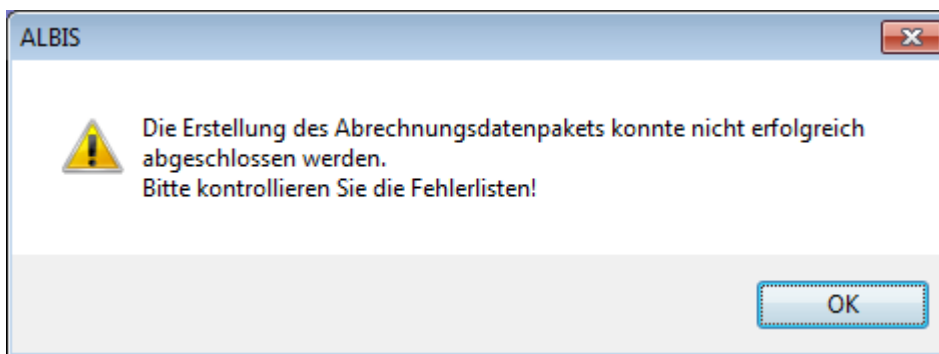 ALBIS
Die Erstellung des Abrechnungsdatenpakets konnte nicht erfolgreich
abgeschlossen werden.
Bitte kontrollieren Sie die Fehlerlisten!
OK